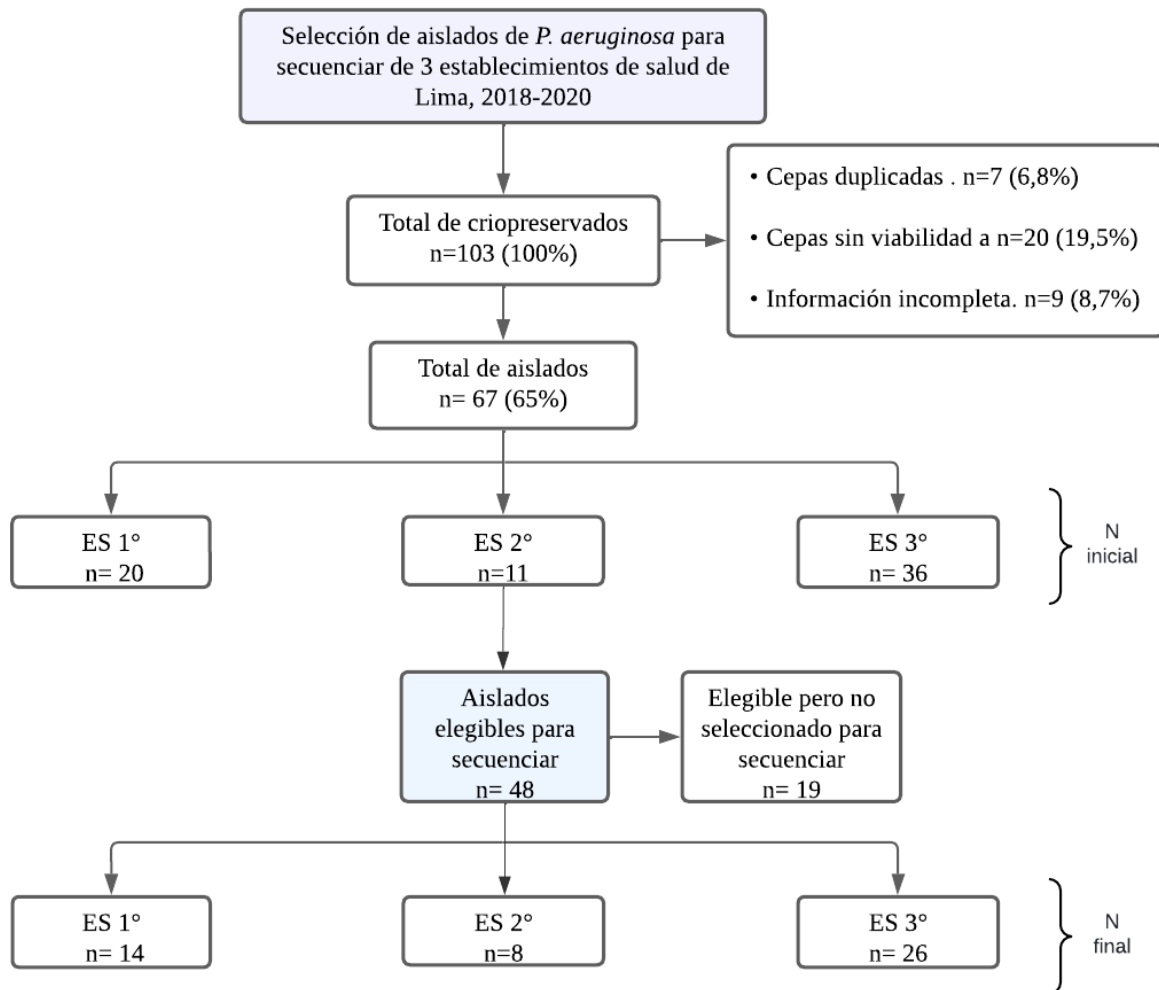 Selección de aislados de P. aeruginosa para
secuenciar de 3 establecimientos de salud de
Lima, 2018-2020
Total de criopreservados
n=103 (100%)
• Cepas duplicadas . n=7 (6,8%)
• Cepas sin viabilidad a n=20 (19,5%)
• Información incompleta. n=9 (8,7%)
Total de aislados
n= 67 (65%)
ES 1°
n= 20
ES 2°
n=11
ES 3°
n= 36
N
inicial
Aislados
elegibles para
secuenciar
n= 48
Elegible pero no
seleccionado para
secuenciar
n= 19
ES 1°
n= 14
ES 2°
n=8
ES 3°
n= 26
N
final